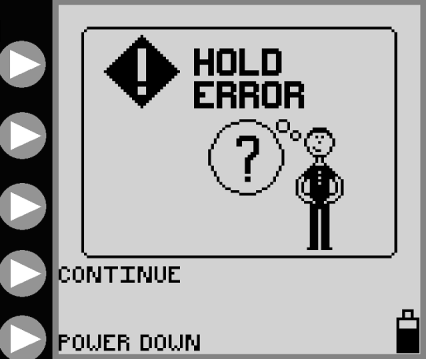 !
HOLD
ERROR
?
CONTINUE
POWER DOWN